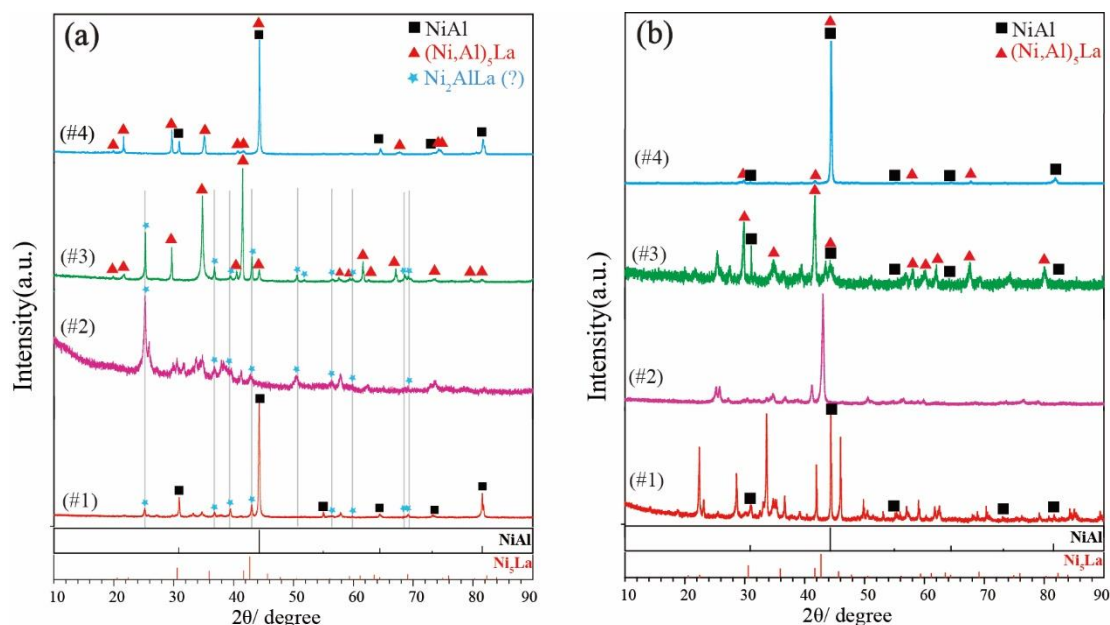 (a)
NiAl
(Ni,Al)₅La
Ni₂AlLa (?)
(#4)
(#3)
(#2)
(#1)
Intensity(a.u.)
NiAl
Ni₅La
10 20 30 40 50 60 70 80 90
2θ/ degree
(b)
NiAl
(Ni,Al)₅La
(#4)
(#3)
(#2)
(#1)
Intensity(a.u.)
NiAl
Ni₅La
10 20 30 40 50 60 70 80 90
2θ/ degree